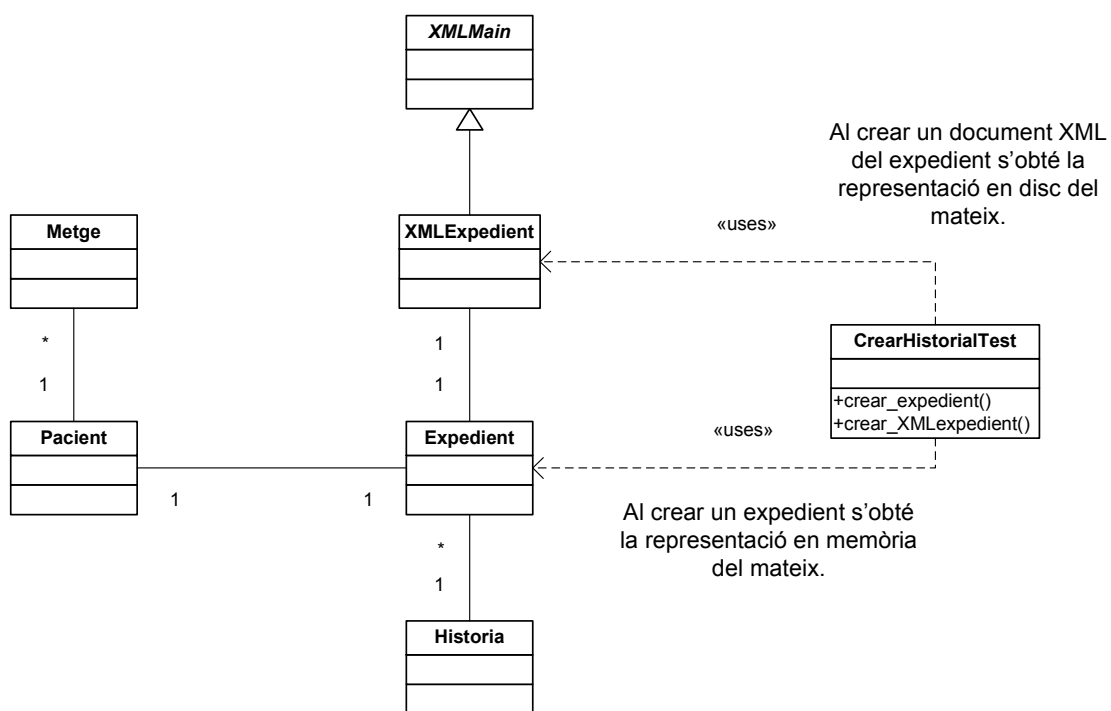 XMLMain
Al crear un document XML
del expedient s'obté la
representació en disc del
mateix.
Metge
XMLExpedient
«uses»
*
1
1
1
CrearHistorialTest
+crear_expedient()
+crear_XMLexpedient()
Pacient
Expedient
«uses»
1
1
Al crear un expedient s'obté
la representació en memòria
del mateix.
*
1
Historia